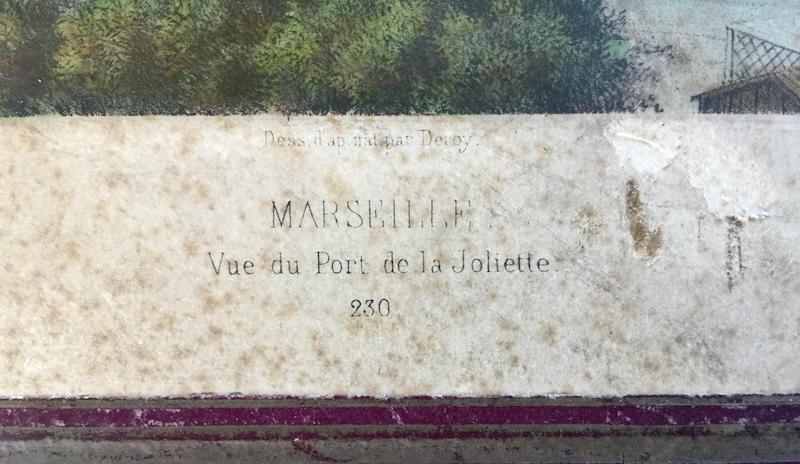 Dess. d'ap. nat. par Deroy.
MARSEILLE.
Vue du Port de la Joliette.
230